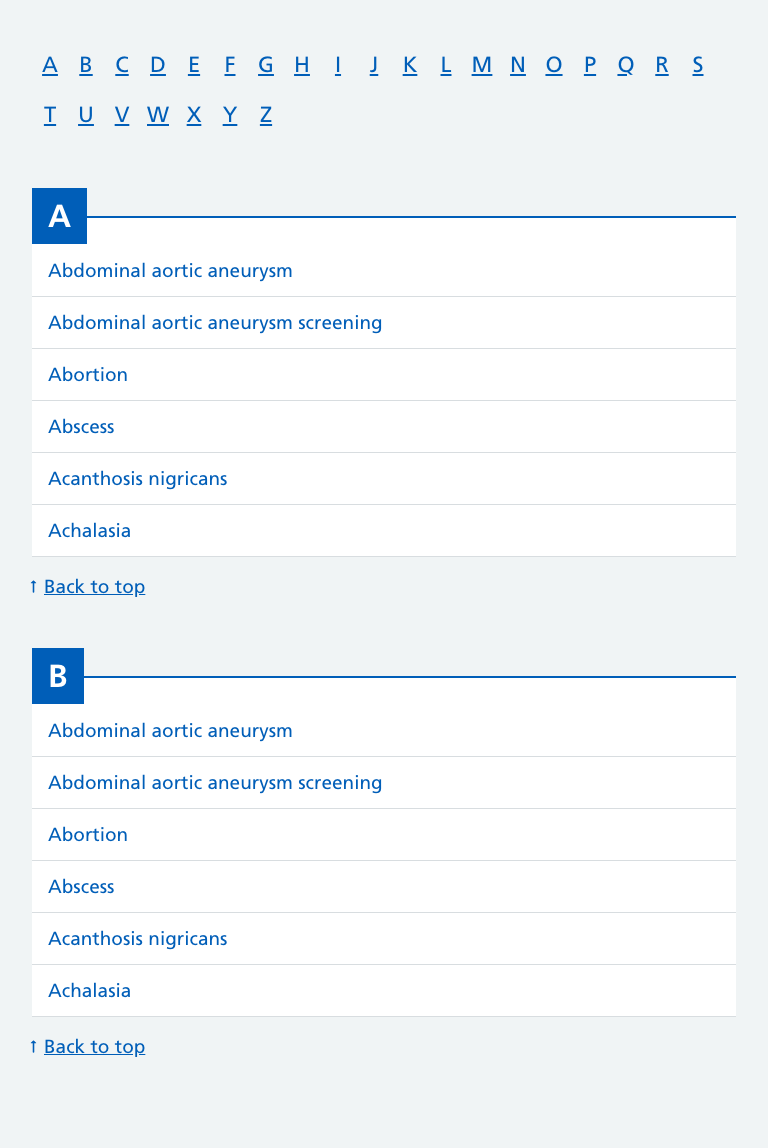 A B C D E F G H I J K L M N O P Q R S
T U V W X Y Z
A
Abdominal aortic aneurysm
Abdominal aortic aneurysm screening
Abortion
Abscess
Acanthosis nigricans
Achalasia
↑ Back to top
B
Abdominal aortic aneurysm
Abdominal aortic aneurysm screening
Abortion
Abscess
Acanthosis nigricans
Achalasia
↑ Back to top